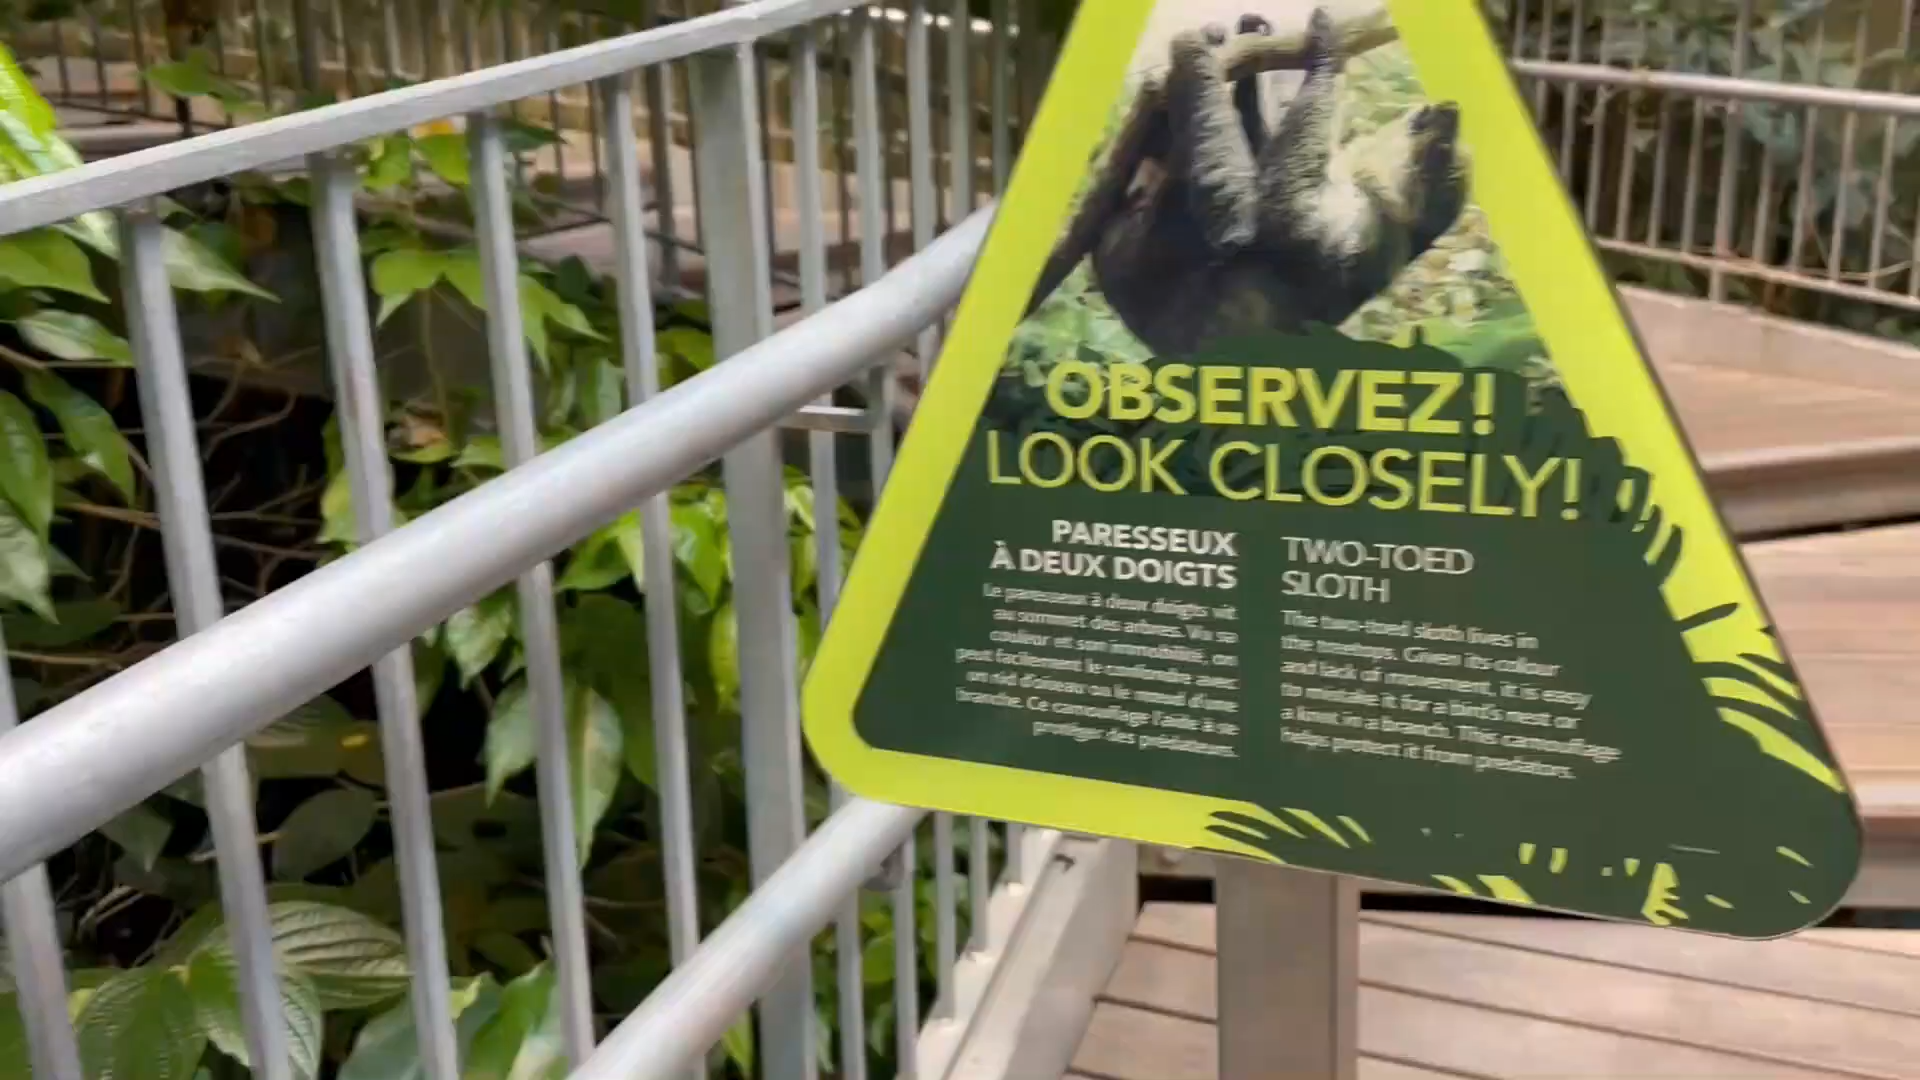 OBSERVEZ!
LOOK CLOSELY!
PARESSEUX
À DEUX DOIGTS
Le paresseux à deux doigts vit
au sommet des arbres. Vu sa
couleur et son immobilité, on
peut facilement le confondre avec
un nid d'oiseau ou le nœud d'une
branche. Ce camouflage l'aide à se
protéger des prédateurs.
TWO-TOED
SLOTH
The two-toed sloth lives in
the treetops. Given its colour
and lack of movement, it is easy
to mistake it for a bird's nest or
a knot in a branch. This camouflage
helps protect it from predators.